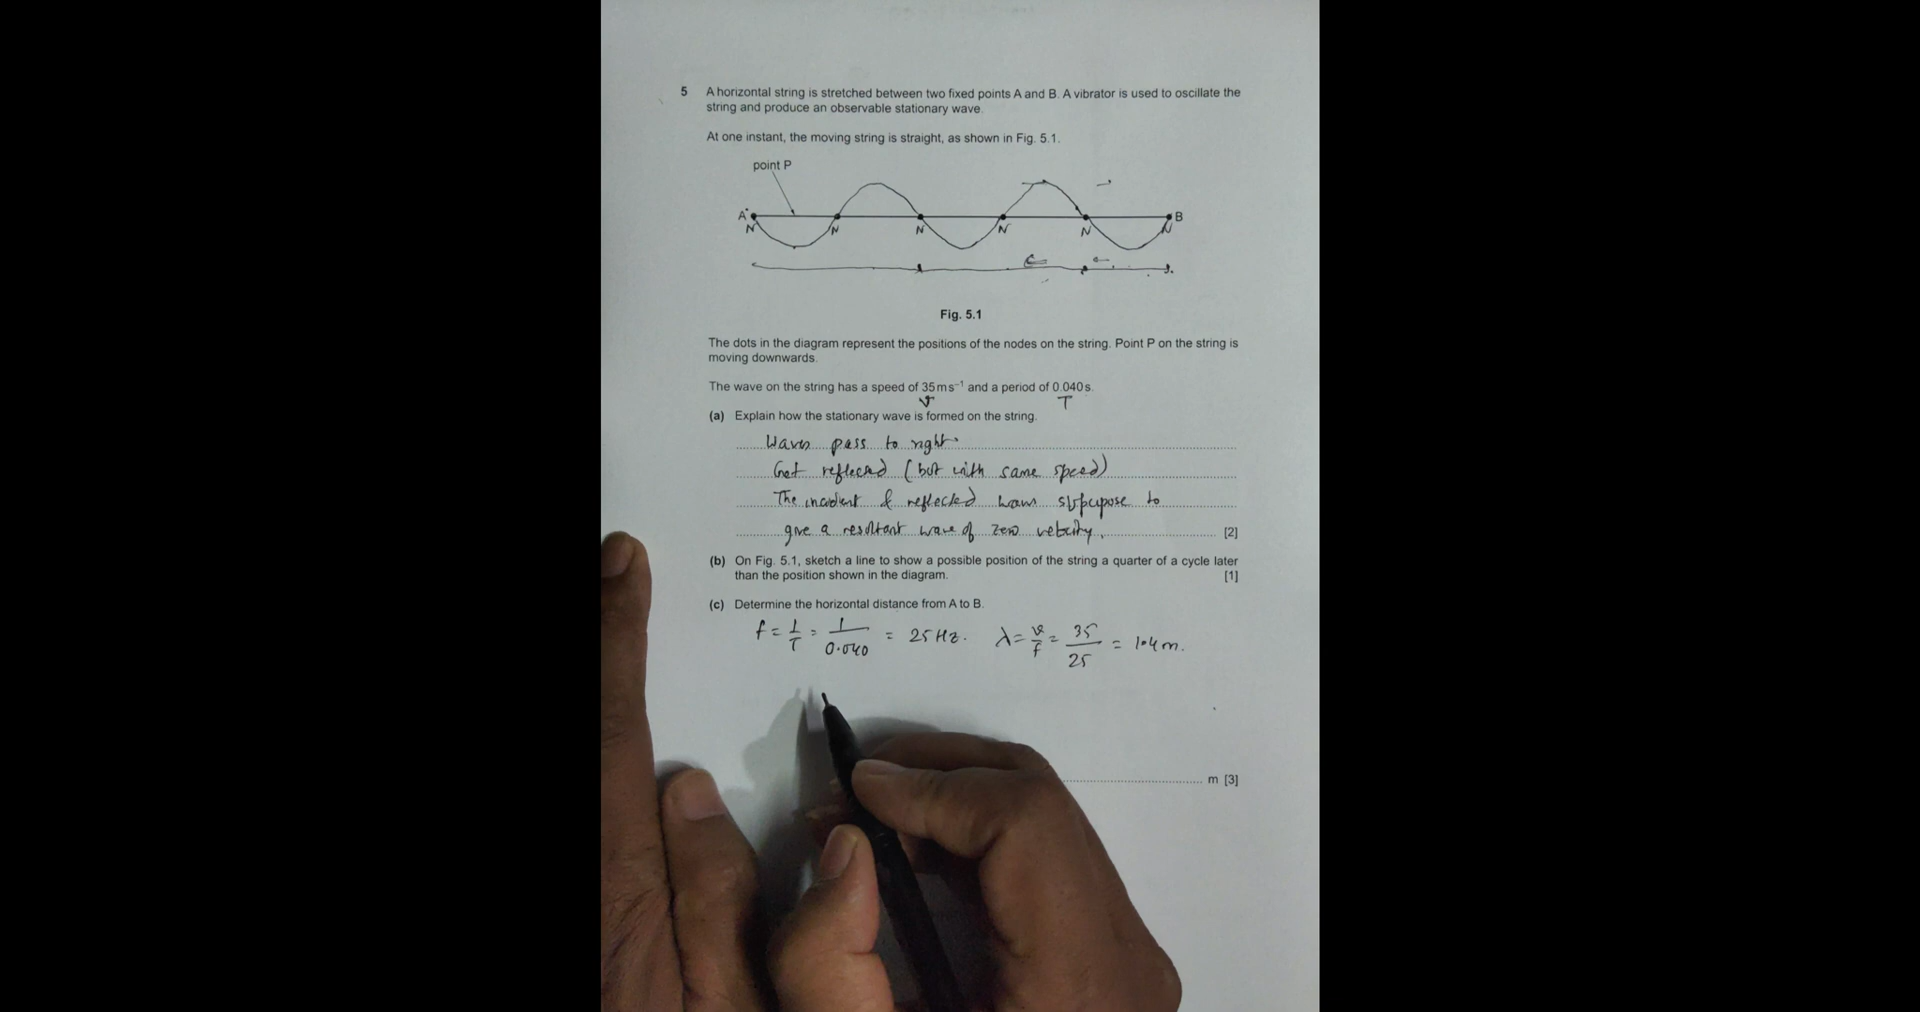 5 A horizontal string is stretched between two fixed points A and B. A vibrator is used to oscillate the
string and produce an observable stationary wave.
At one instant, the moving string is straight, as shown in Fig. 5.1.
point P
A B
N N N N N N
Fig. 5.1
The dots in the diagram represent the positions of the nodes on the string. Point P on the string is
moving downwards.
The wave on the string has a speed of 35 m s⁻¹ and a period of 0.040 s.
v T
(a) Explain how the stationary wave is formed on the string.
Waves pass to right.
Get reflected (but with same speed)
The incident & reflected waves to
give a resultant wave of zero velocity. [2]
(b) On Fig. 5.1, sketch a line to show a possible position of the string a quarter of a cycle later
than the position shown in the diagram. [1]
(c) Determine the horizontal distance from A to B.
f = 1/T = 1/0.040 = 25 Hz. λ = v/f = 35/25 = 1.4 m.
m [3]